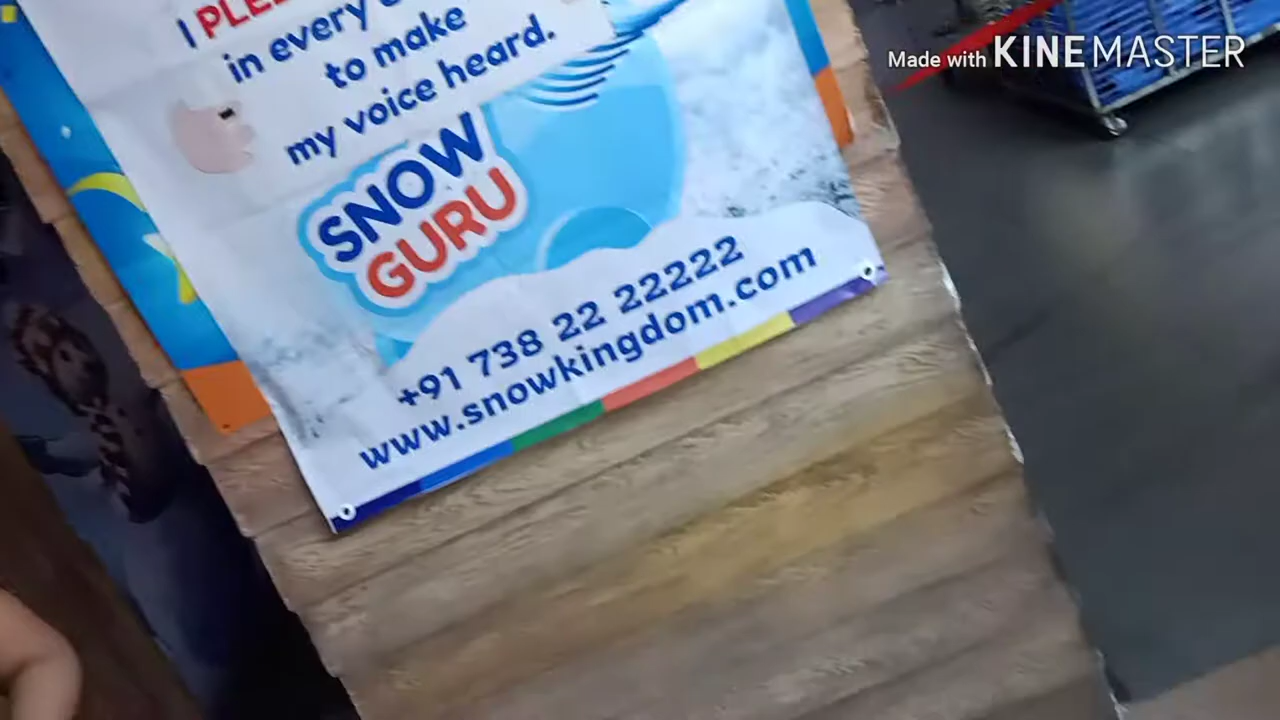 I
in every
to make
my voice heard.
SNOW
GURU
+91 738 22 22222
www.snowkingdom.com
Made with KINEMASTER